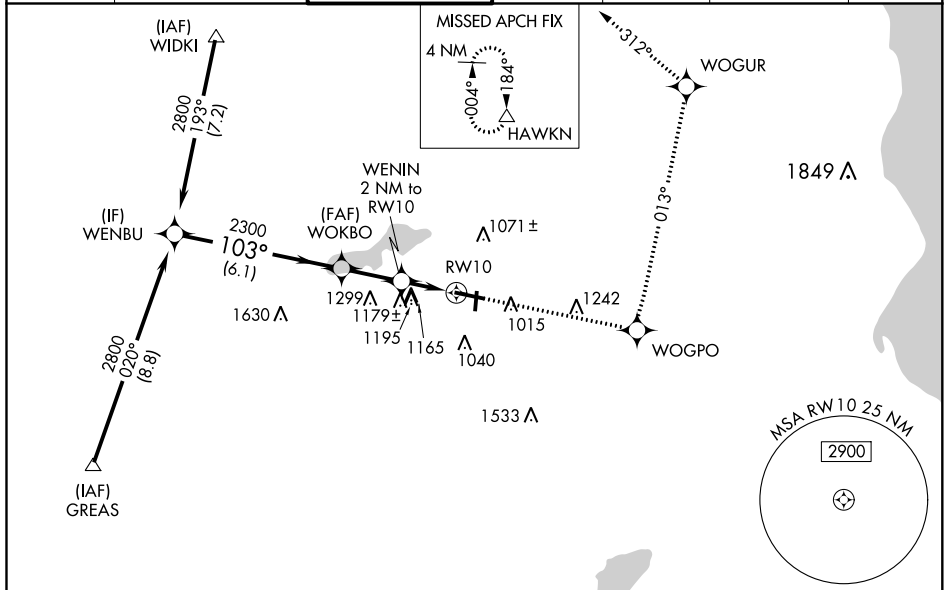 (IAF)
WIDKI
2800
193°
(7.2)
MISSED APCH FIX
4 NM
004°
184°
HAWKN
312°
WOGUR
013°
1849
WENIN
2 NM to
RW10
(IF)
WENBU
2300
103°
(6.1)
(FAF)
WOKBO
1071±
RW10
1299
1179±
1630
1195
1165
1040
1015
1242
WOGPO
2800
020°
(8.8)
1533
(IAF)
GREAS
MSA RW10 25 NM
2900